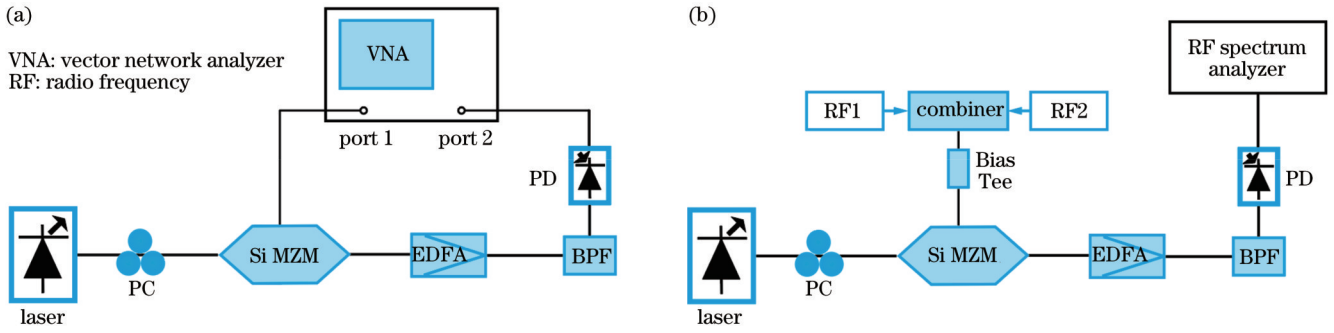 (a)
VNA: vector network analyzer
RF: radio frequency
VNA
port 1
port 2
PD
laser
PC
Si MZM
EDFA
BPF
(b)
RF spectrum
analyzer
RF1
combiner
RF2
Bias
Tee
PD
laser
PC
Si MZM
EDFA
BPF